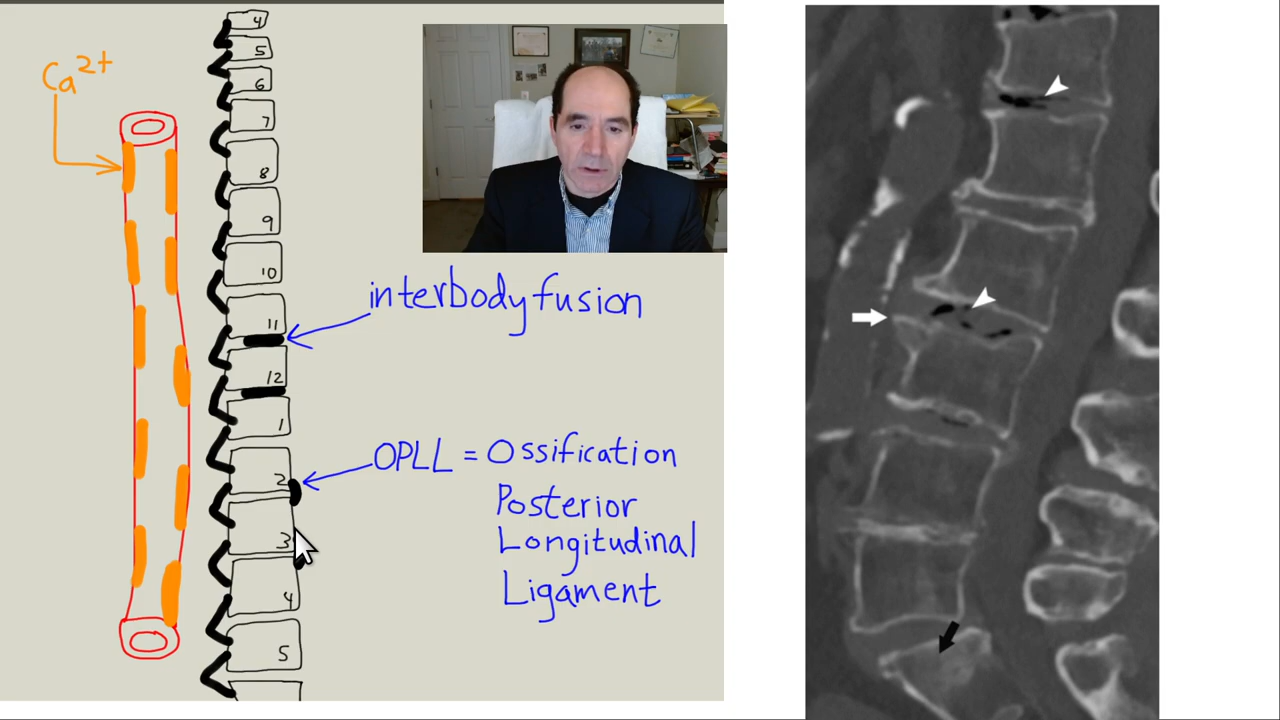 Ca2+
4
5
6
7
8
9
10
11
12
1
2
3
4
5
interbody fusion
OPLL = Ossification
Posterior
Longitudinal
Ligament